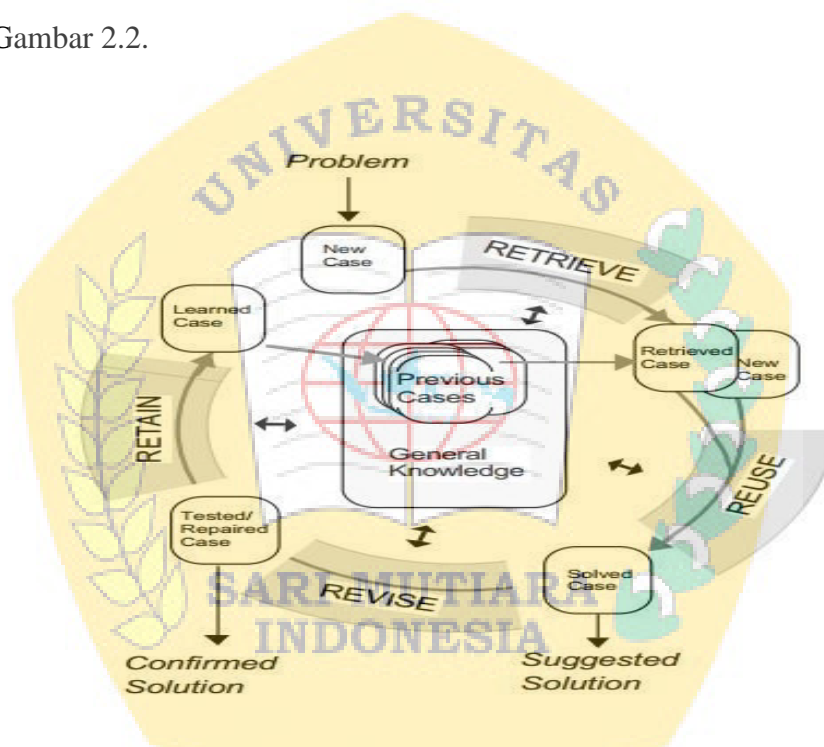 Gambar 2.2.
UNIVERSITAS
Problem
New
Case
RETRIEVE
Learned
Case
Retrieved
Case
New
Case
Previous
Cases
General
Knowledge
RETAIN
REUSE
Tested/
Repaired
Case
REVISE
Solved
Case
SARI MUTIARA
INDONESIA
Confirmed
Solution
Suggested
Solution